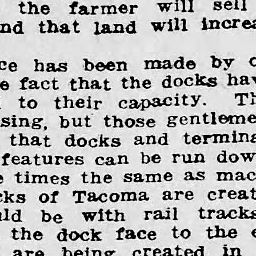 the farmer will sell
nd that land will increa
ce has been made by
e fact that the docks hav
to their capacity. Th
sing, but those gentleme
that docks and termina
features can be run dow
e times the same as mac
cks of Tacoma are creat
ld be with rail tracks
the dock face to the e
are being created in